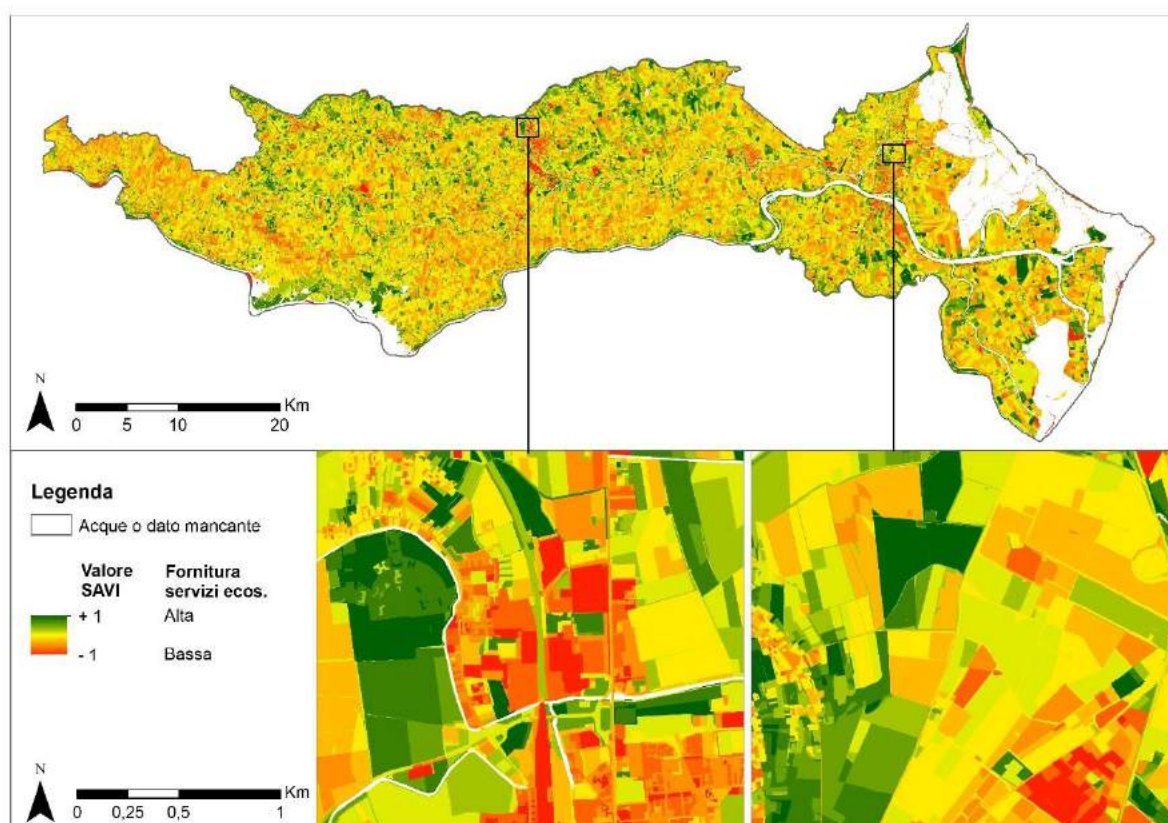 N
Km
0 5 10 20
Legenda
Acque o dato mancante
Valore SAVI Fornitura servizi ecos.
+ 1 Alta
- 1 Bassa
N
Km
0 0,25 0,5 1